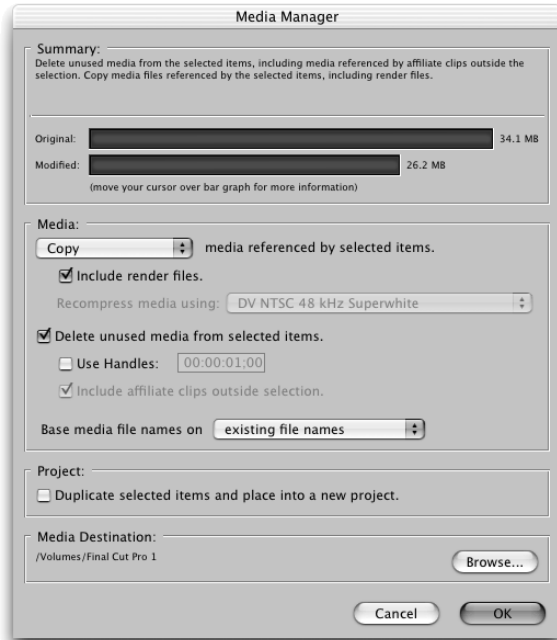 Media Manager
Summary:
Delete unused media from the selected items, including media referenced by affiliate clips outside the
selection. Copy media files referenced by the selected items, including render files.
Original: 34.1 MB
Modified: 26.2 MB
(move your cursor over bar graph for more information)
Media:
Copy media referenced by selected items.
Include render files.
Recompress media using: DV NTSC 48 kHz Superwhite
Delete unused media from selected items.
Use Handles: 00:00:01;00
Include affiliate clips outside selection.
Base media file names on existing file names
Project:
Duplicate selected items and place into a new project.
Media Destination:
/Volumes/Final Cut Pro 1
Browse...
Cancel OK